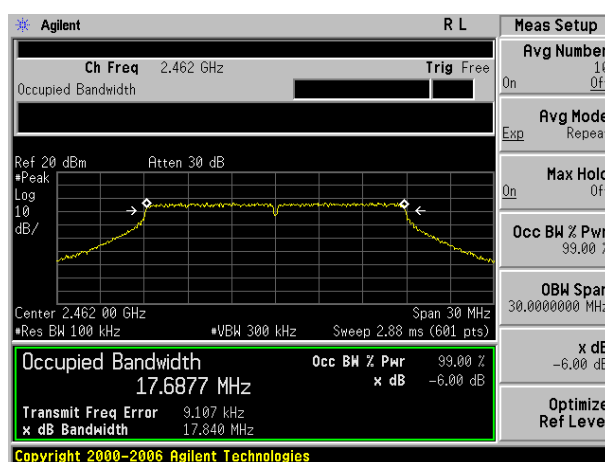 Agilent R L Meas Setup
Ch Freq 2.462 GHz Trig Free
Occupied Bandwidth
Avg Number
10
On Off
Avg Mode
Exp Repeat
Max Hold
On Off
Occ BW % Pwr
99.00 %
OBW Span
30.0000000 MHz
x dB
-6.00 dB
Optimize
Ref Level
Ref 20 dBm Atten 30 dB
#Peak
Log
10
dB/
Center 2.462 00 GHz Span 30 MHz
#Res BW 100 kHz #VBW 300 kHz Sweep 2.88 ms (601 pts)
Occupied Bandwidth Occ BW % Pwr 99.00 %
17.6877 MHz x dB -6.00 dB
Transmit Freq Error 9.107 kHz
x dB Bandwidth 17.840 MHz
Copyright 2000-2006 Agilent Technologies